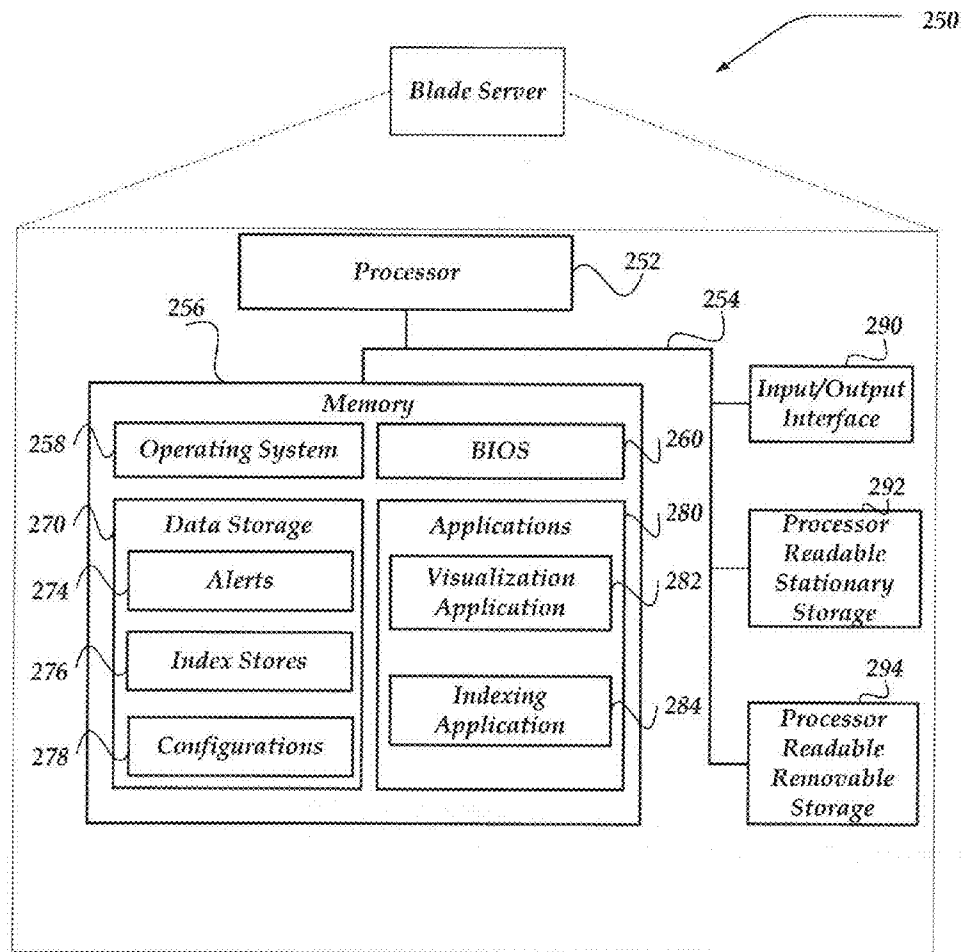 250
Blade Server
Processor
252
256
254
290
Input/Output
Interface
Memory
258
Operating System
BIOS
260
292
270
Data Storage
Applications
280
Processor
Readable
Stationary
Storage
274
Alerts
Visualization
Application
282
276
Index Stores
294
Indexing
Application
284
Processor
Readable
Removable
Storage
278
Configurations